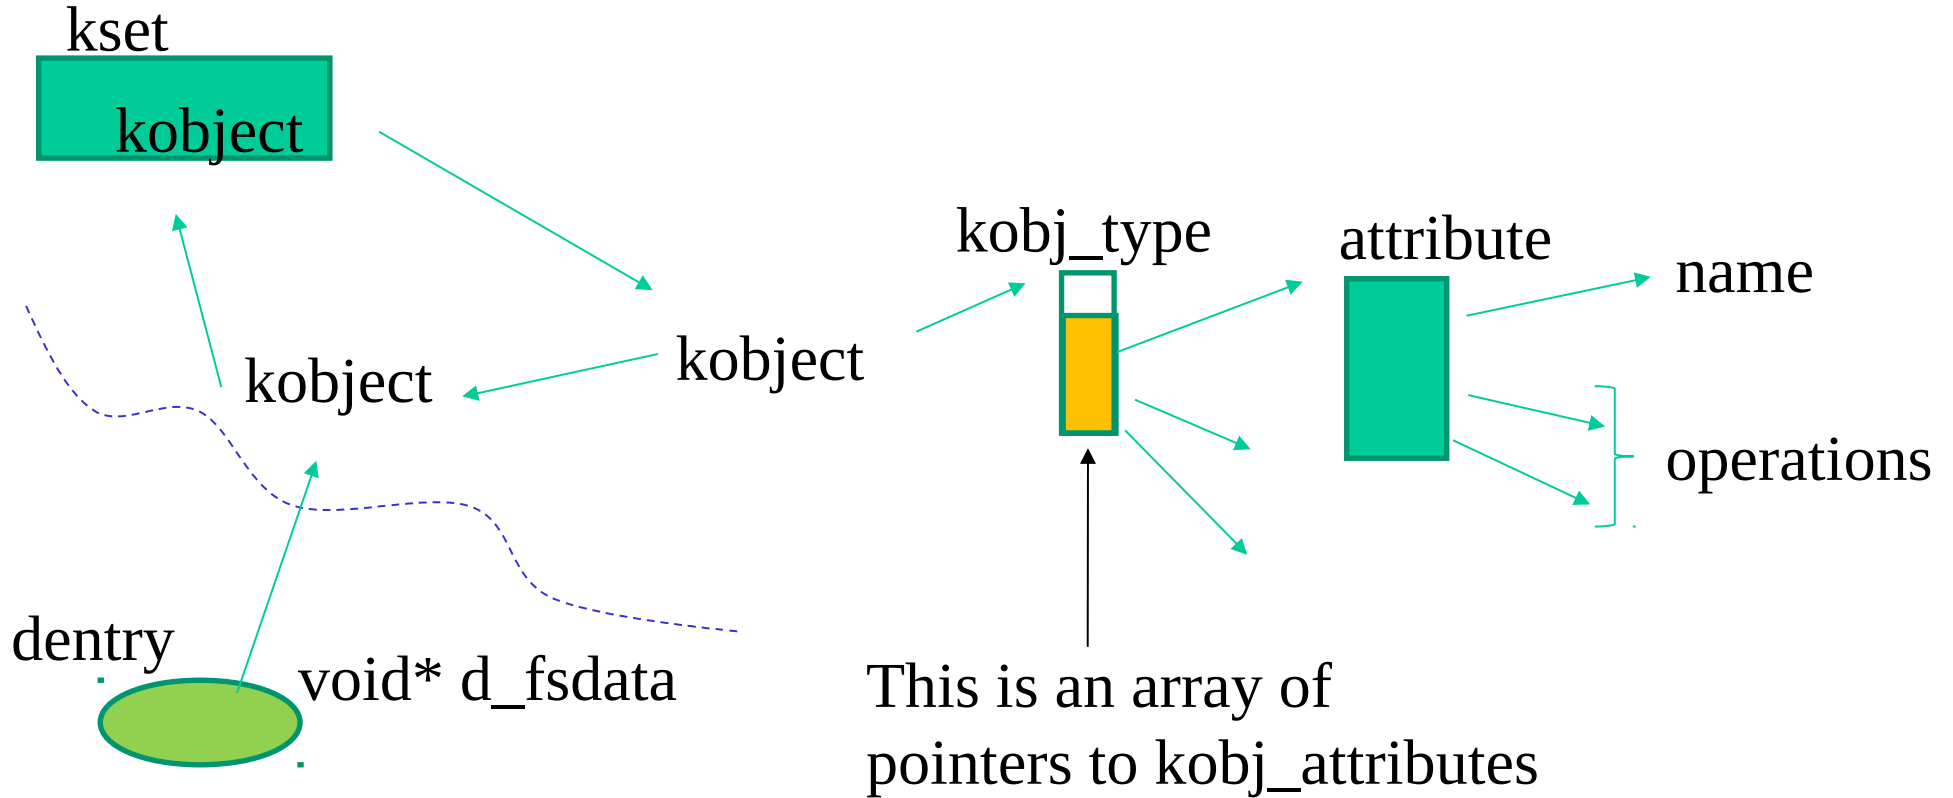 kset
kobject
kobj_type
attribute
name
kobject
kobject
operations
dentry
void* d_fsdata
This is an array of
pointers to kobj_attributes